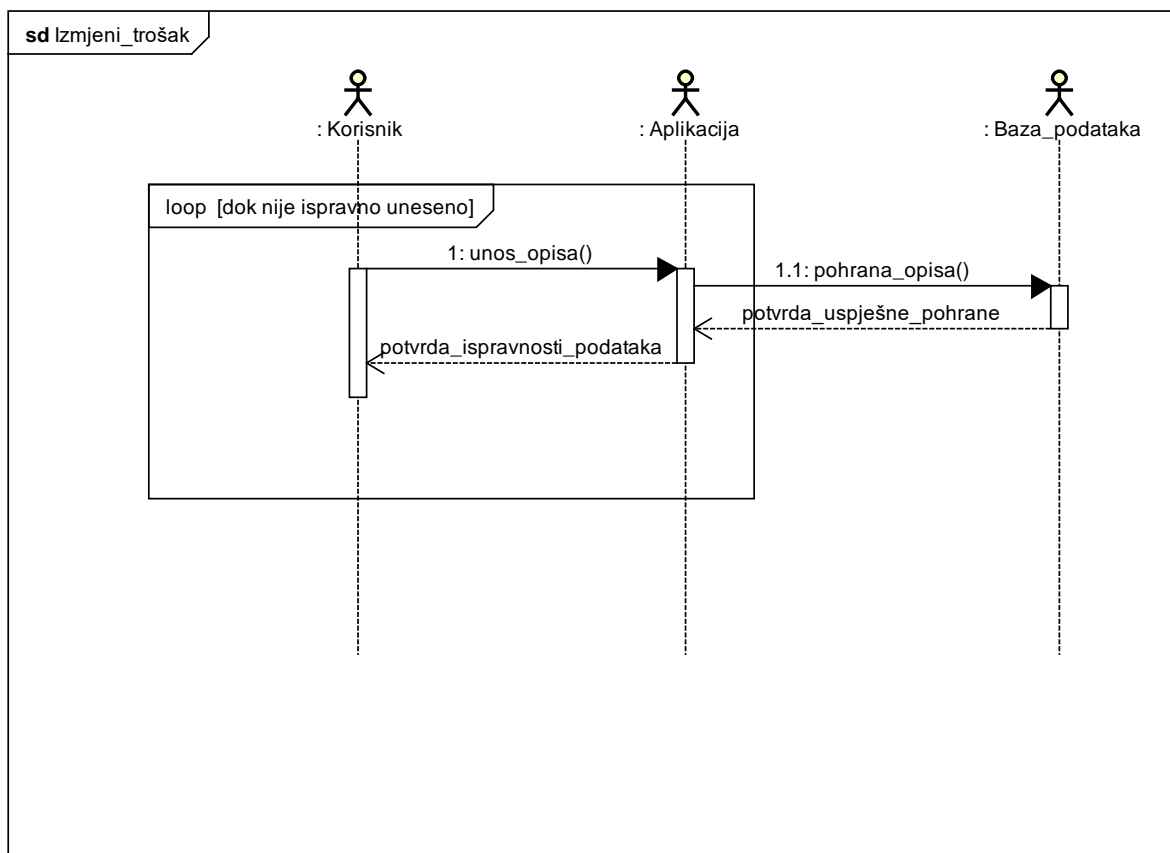 sd Izmjeni_trošak
: Korisnik
: Aplikacija
: Baza_podataka
loop [dok nije ispravno uneseno]
1: unos_opisa()
1.1: pohrana_opisa()
potvrda_uspješne_pohrane
potvrda_ispravnosti_podataka